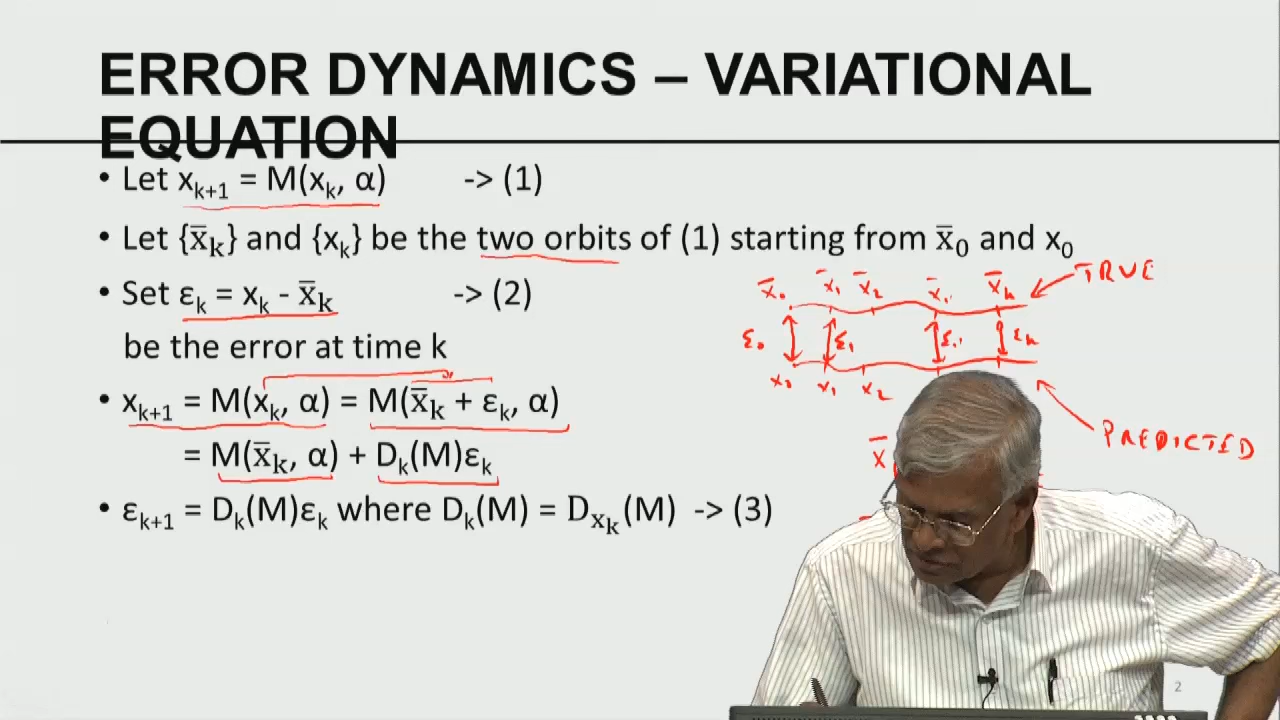 ERROR DYNAMICS – VARIATIONAL
EQUATION
• Let xₖ₊₁ = M(xₖ, α) -> (1)
• Let {x̅ₖ} and {xₖ} be the two orbits of (1) starting from x̅₀ and x₀
• Set εₖ = xₖ - x̅ₖ -> (2)
be the error at time k
• xₖ₊₁ = M(xₖ, α) = M(x̅ₖ + εₖ, α)
= M(x̅ₖ, α) + Dₖ(M)εₖ
• εₖ₊₁ = Dₖ(M)εₖ where Dₖ(M) = D_{xₖ}(M) -> (3)
TRUE
x̅₀ x̅₁ x̅₂ x̅ᵢ x̅ₖ
ε₀ ε₁ εᵢ εₖ
x₀ x₁ x₂
PREDICTED
x̅
2